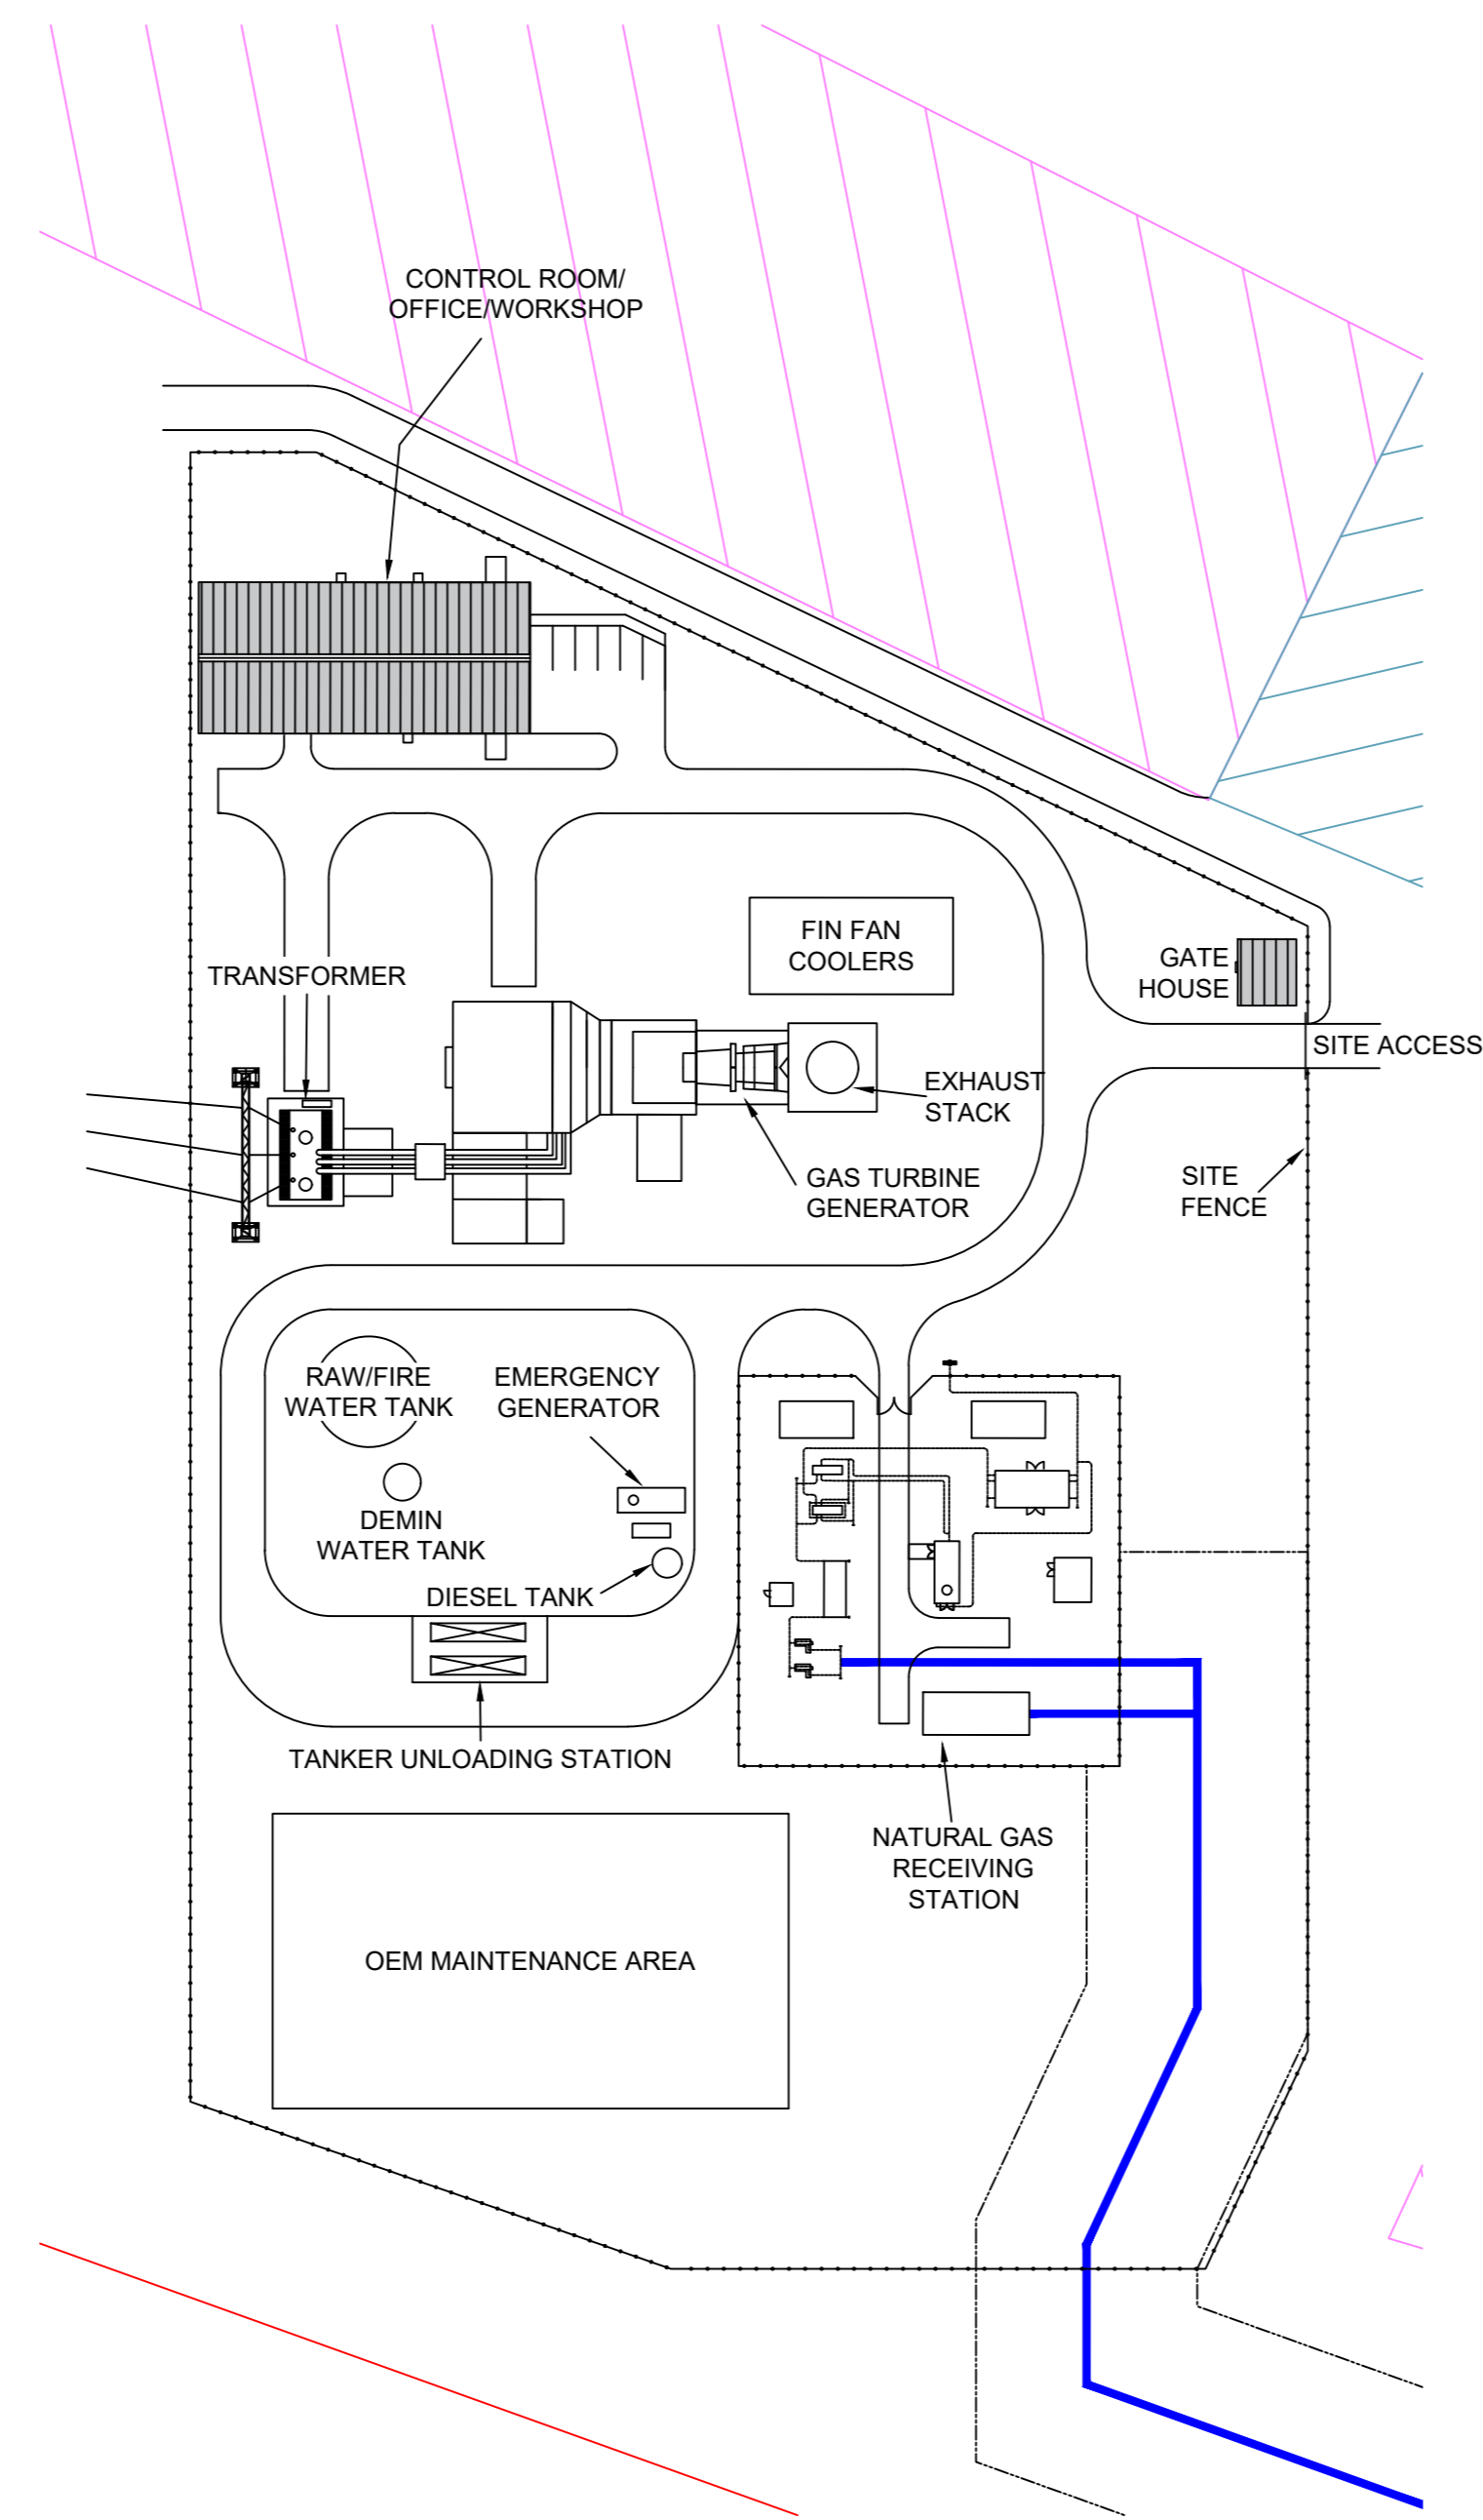 CONTROL ROOM/
OFFICE/WORKSHOP
FIN FAN
COOLERS
GATE
HOUSE
TRANSFORMER
SITE ACCESS
EXHAUST
STACK
GAS TURBINE
GENERATOR
SITE
FENCE
RAW/FIRE
WATER TANK
EMERGENCY
GENERATOR
DEMIN
WATER TANK
DIESEL TANK
TANKER UNLOADING STATION
NATURAL GAS
RECEIVING
STATION
OEM MAINTENANCE AREA